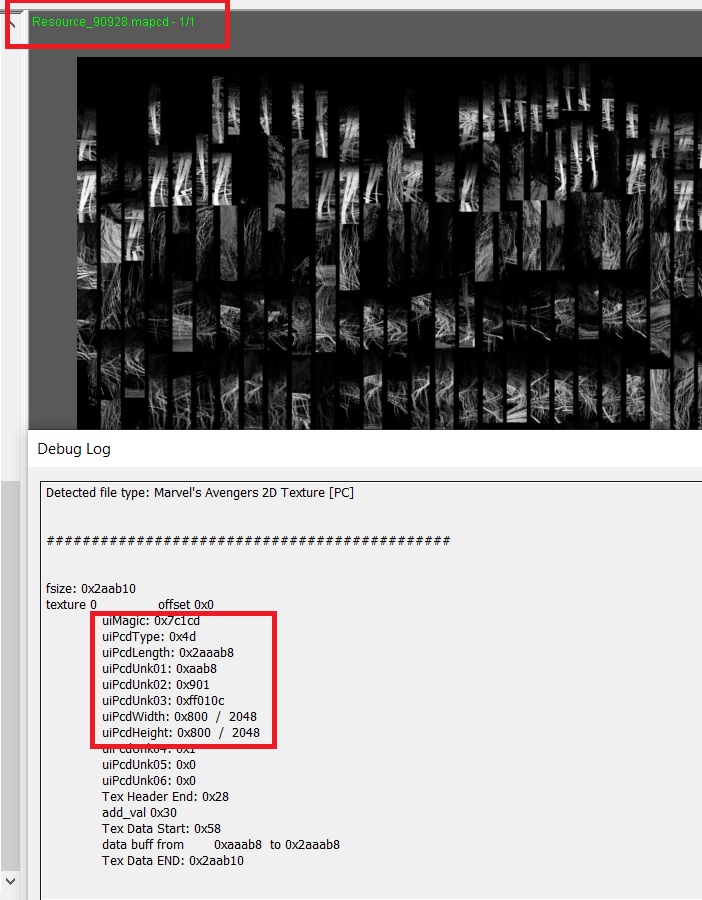 Resource_90928.mapcd - 1/1
Debug Log
Detected file type: Marvel's Avengers 2D Texture [PC]
#############################################
fsize: 0x2aab10
texture 0 offset 0x0
uiMagic: 0x7c1cd
uiPcdType: 0x4d
uiPcdLength: 0x2aaab8
uiPcdUnk01: 0xaab8
uiPcdUnk02: 0x901
uiPcdUnk03: 0xff010c
uiPcdWidth: 0x800 / 2048
uiPcdHeight: 0x800 / 2048
uiPcdUnk04: 0x1
uiPcdUnk05: 0x0
uiPcdUnk06: 0x0
Tex Header End: 0x28
add_val 0x30
Tex Data Start: 0x58
data buff from 0xaaab8 to 0x2aaab8
Tex Data END: 0x2aab10